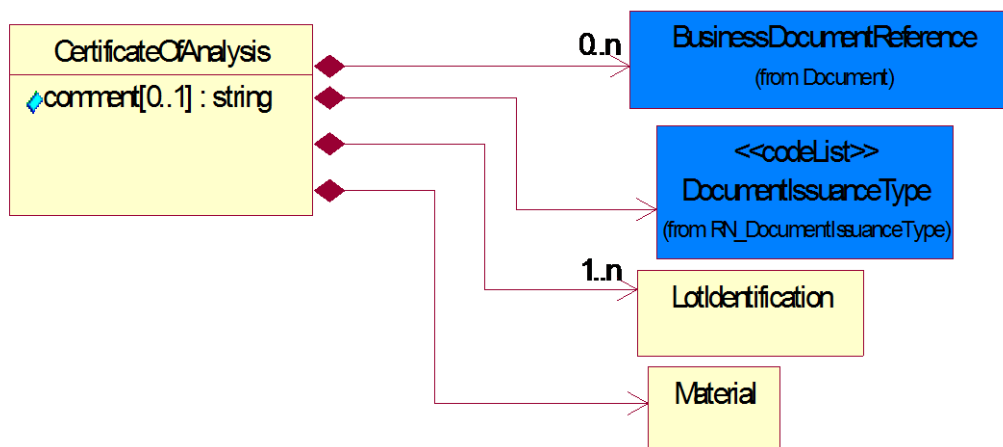 CertificateOfAnalysis
comment[0..1] : string
0..n
BusinessDocumentReference
(from Document)
<<codeList>>
DocumentIssuanceType
(from RN_DocumentIssuanceType)
1..n
LotIdentification
Material